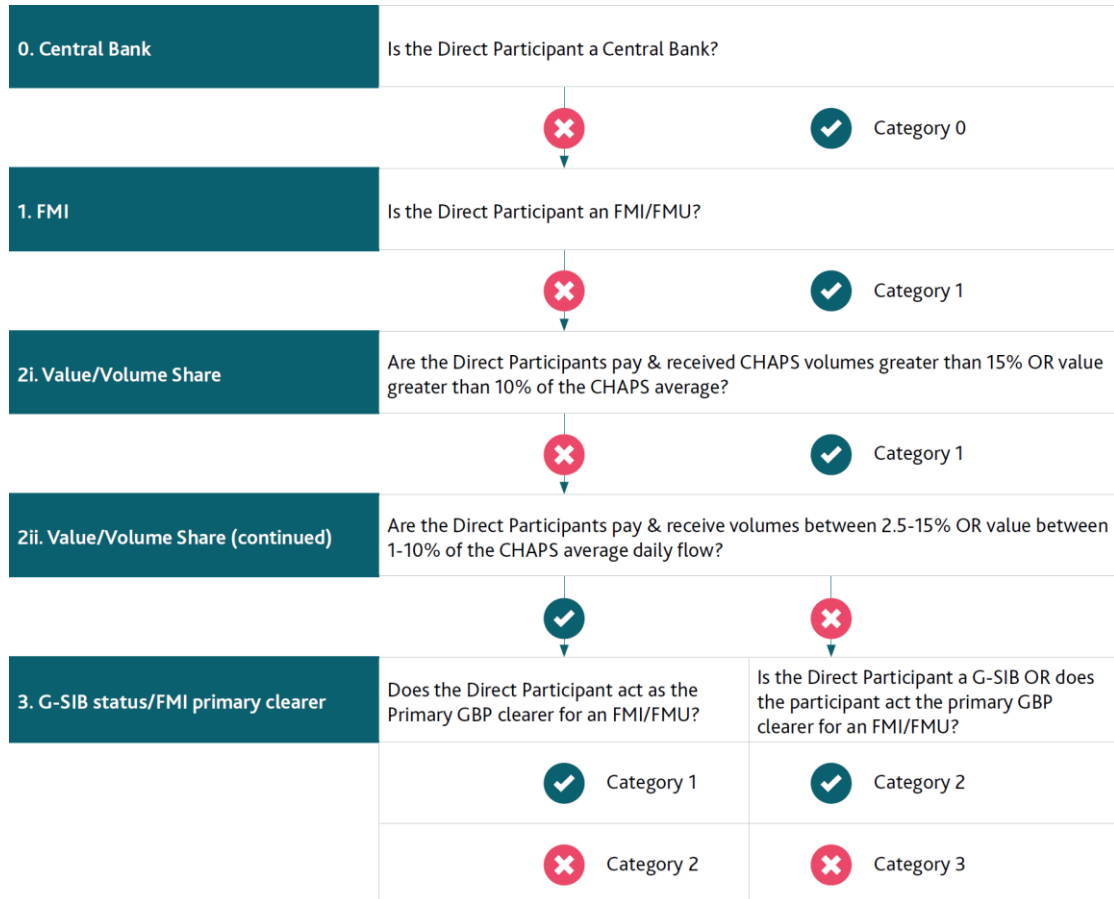 0. Central Bank
Is the Direct Participant a Central Bank?
Category 0
1. FMI
Is the Direct Participant an FMI/FMU?
Category 1
2i. Value/Volume Share
Are the Direct Participants pay & received CHAPS volumes greater than 15% OR value
greater than 10% of the CHAPS average?
Category 1
2ii. Value/Volume Share (continued)
Are the Direct Participants pay & receive volumes between 2.5-15% OR value between
1-10% of the CHAPS average daily flow?
3. G-SIB status/FMI primary clearer
Does the Direct Participant act as the
Primary GBP clearer for an FMI/FMU?
Is the Direct Participant a G-SIB OR does
the participant act the primary GBP
clearer for an FMI/FMU?
Category 1
Category 2
Category 2
Category 3